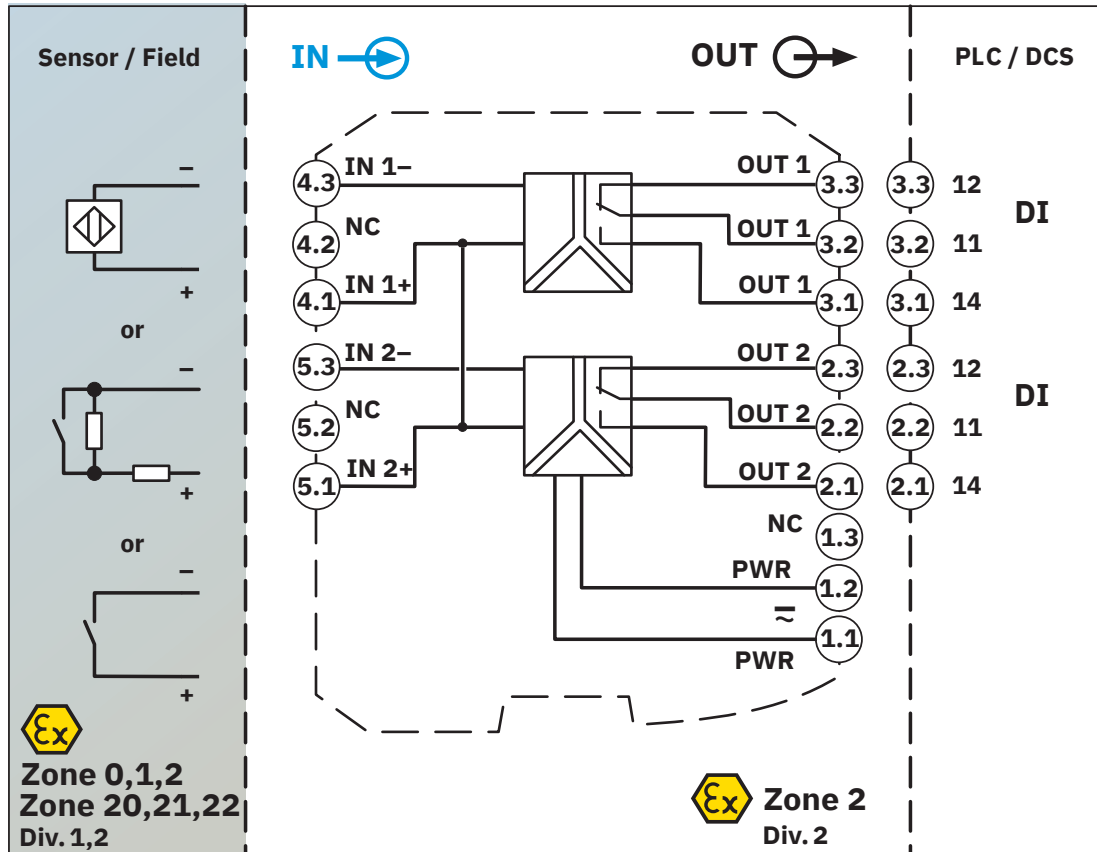 Sensor / Field
IN
OUT
PLC / DCS
−
+
or
−
+
or
−
+
Ex
Zone 0,1,2
Zone 20,21,22
Div. 1,2
4.3 IN 1−
4.2 NC
4.1 IN 1+
5.3 IN 2−
5.2 NC
5.1 IN 2+
OUT 1 3.3
OUT 1 3.2
OUT 1 3.1
OUT 2 2.3
OUT 2 2.2
OUT 2 2.1
NC 1.3
PWR 1.2
1.1
PWR
Ex Zone 2
Div. 2
3.3 12
DI
3.2 11
3.1 14
2.3 12
DI
2.2 11
2.1 14